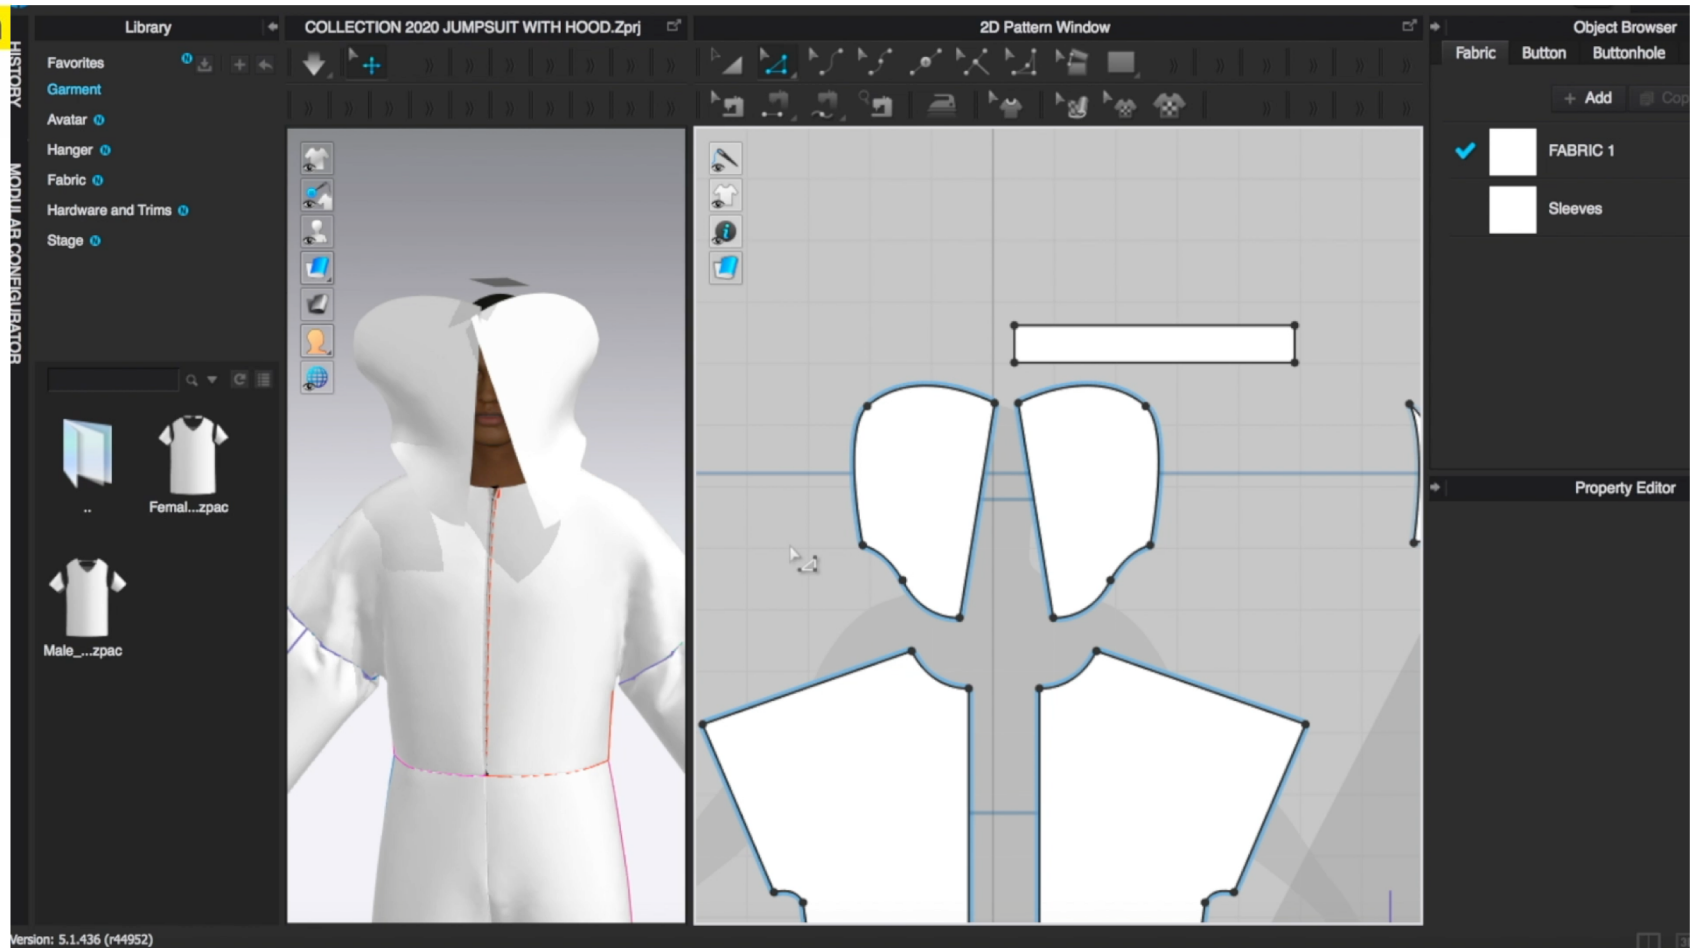 Library
COLLECTION 2020 JUMPSUIT WITH HOOD.Zprj
2D Pattern Window
Object Browser
HISTORY
MODULAR CONFIGURATOR
Favorites
Garment
Avatar
Hanger
Fabric
Hardware and Trims
Stage
..
Femal...zpac
Male_...zpac
Fabric
Button
Buttonhole
+ Add
Cop
FABRIC 1
Sleeves
Property Editor
Version: 5.1.436 (r44952)